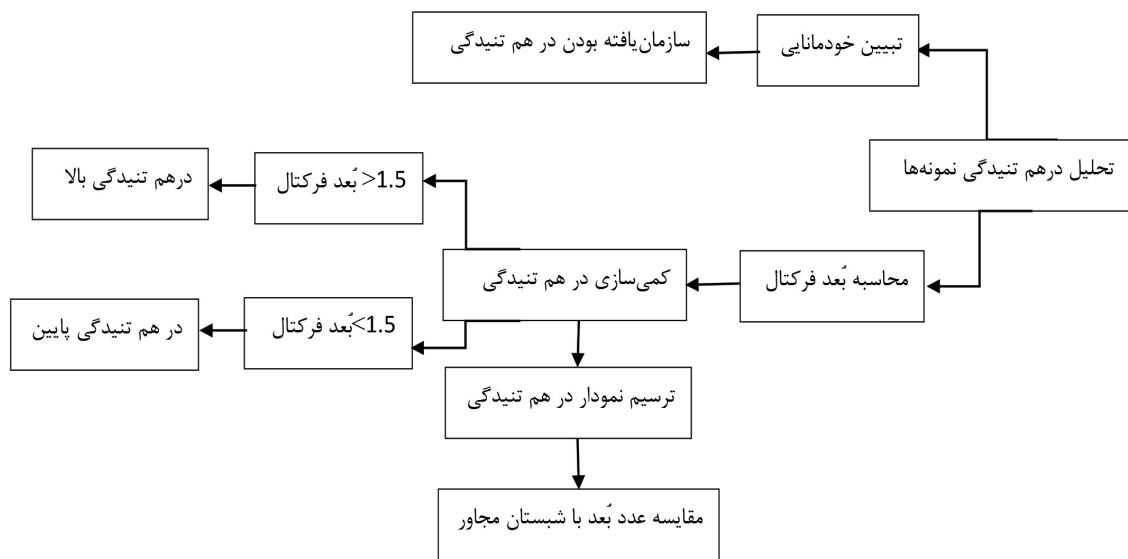 تبیین خودمانایی
سازمان‌یافته بودن در هم تنیدگی
تحلیل درهم تنیدگی نمونه‌ها
بُعد فرکتال >1.5
درهم تنیدگی بالا
محاسبه بُعد فرکتال
کمی‌سازی در هم تنیدگی
بُعد فرکتال<1.5
در هم تنیدگی پایین
ترسیم نمودار در هم تنیدگی
مقایسه عدد بُعد با شبستان مجاور